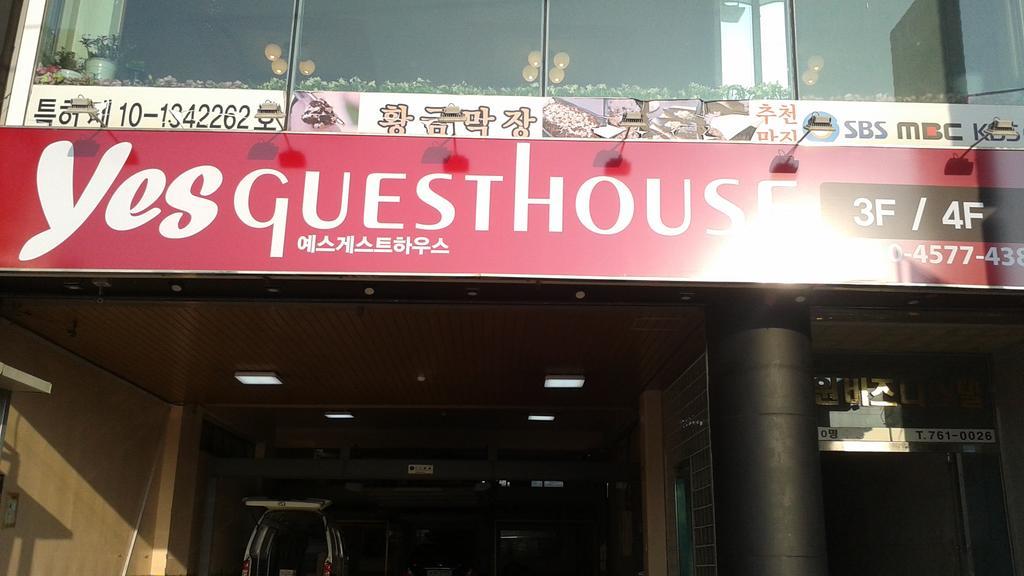 특허 제 10-1342262 호
황금막장
추천
맛집
SBS MBC KBS
yes GUESTHOUSE
예스게스트하우스
3F / 4F
0-4577-438
T.761-0026